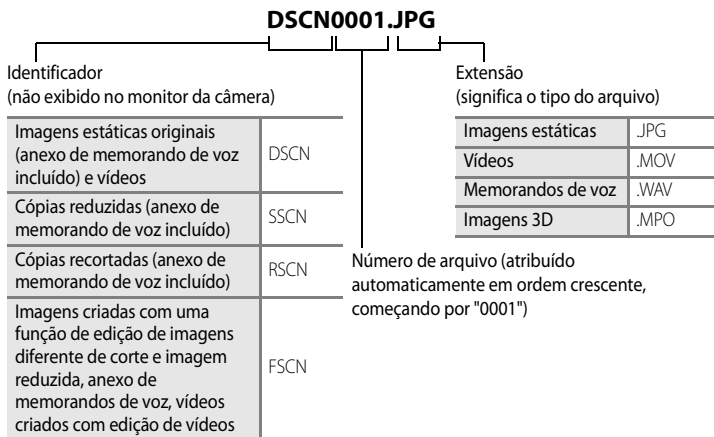 DSCN0001.JPG
Identificador
(não exibido no monitor da câmera)
Imagens estáticas originais
(anexo de memorando de voz
incluído) e vídeos
DSCN
Cópias reduzidas (anexo de
memorando de voz incluído)
SSCN
Cópias recortadas (anexo de
memorando de voz incluído)
RSCN
Imagens criadas com uma
função de edição de imagens
diferente de corte e imagem
reduzida, anexo de
memorandos de voz, vídeos
criados com edição de vídeos
FSCN
Extensão
(significa o tipo do arquivo)
Imagens estáticas
.JPG
Vídeos
.MOV
Memorandos de voz
.WAV
Imagens 3D
.MPO
Número de arquivo (atribuído
automaticamente em ordem crescente,
começando por "0001")